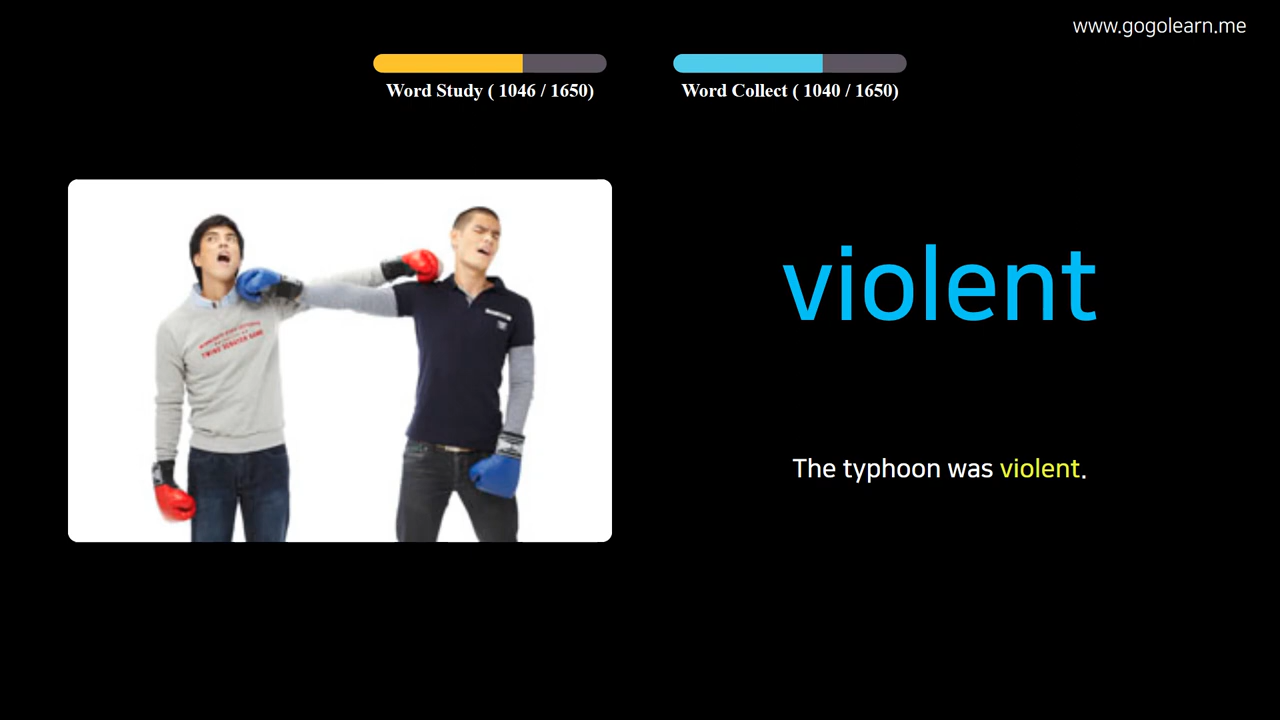 www.gogolearn.me
Word Study ( 1046 / 1650)
Word Collect ( 1040 / 1650)
violent
The typhoon was violent.